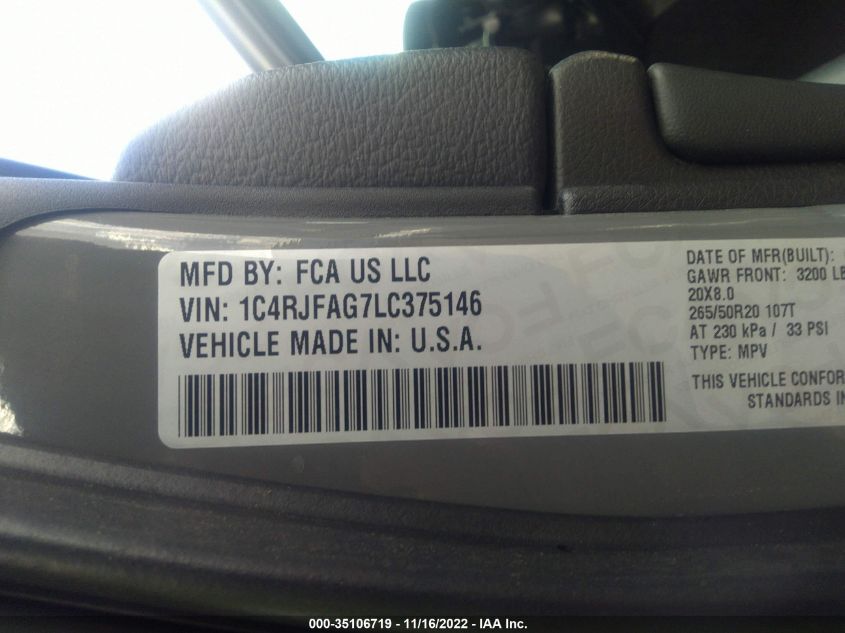 MFD BY: FCA US LLC
VIN: 1C4RJFAG7LC375146
VEHICLE MADE IN: U.S.A.
DATE OF MFR(BUILT):
GAWR FRONT: 3200 LB
20X8.0
265/50R20 107T
AT 230 kPa / 33 PSI
TYPE: MPV
THIS VEHICLE CONFOR
STANDARDS IN
000-35106719 - 11/16/2022 - IAA Inc.